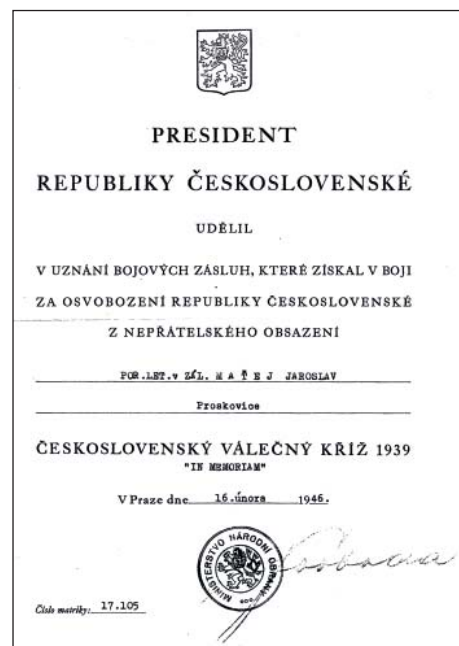 PRESIDENT
REPUBLIKY ČESKOSLOVENSKÉ
UDĚLIL
V UZNÁNÍ BOJOVÝCH ZÁSLUH, KTERÉ ZÍSKAL V BOJI
ZA OSVOBOZENÍ REPUBLIKY ČESKOSLOVENSKÉ
Z NEPŘÁTELSKÉHO OBSAZENÍ
POR.LET.v ZÁL. M A Ť E J JAROSLAV
Proskovice
ČESKOSLOVENSKÝ VÁLEČNÝ KŘÍŽ 1939
"IN MEMORIAM"
V Praze dne 16.února 1946.
MINISTERSTVO NÁRODNÍ OBRANY
Svoboda
Číslo matriky: 17.105